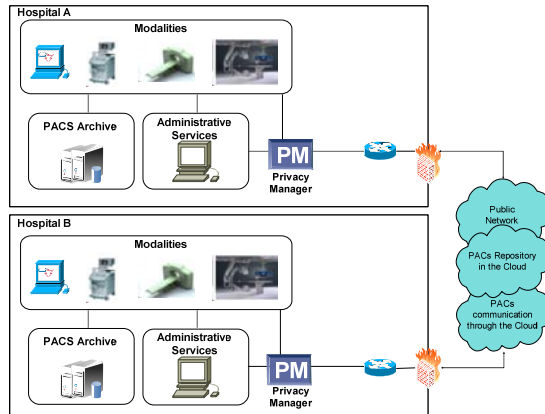 Hospital A
Modalities
PACS Archive
Administrative
Services
PM
Privacy
Manager
Public
Network
PACs Repository
in the Cloud
PACs
communication
through the Cloud
Hospital B
Modalities
PACS Archive
Administrative
Services
PM
Privacy
Manager